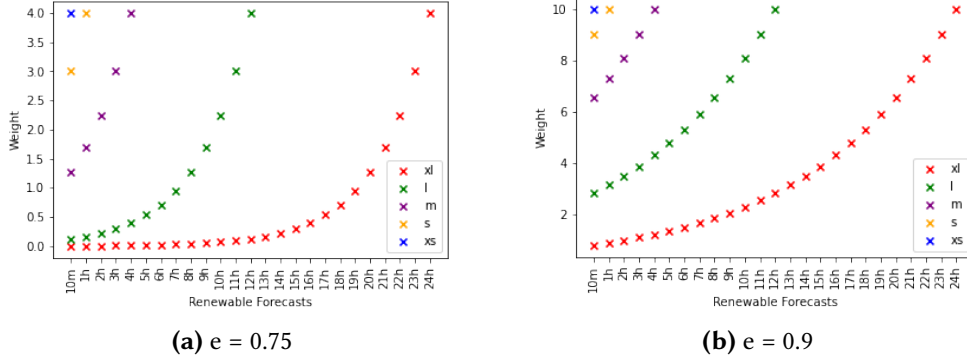 4.0
3.5
3.0
2.5
2.0
1.5
1.0
0.5
0.0
Weight
10m 1h 2h 3h 4h 5h 6h 7h 8h 9h 10h 11h 12h 13h 14h 15h 16h 17h 18h 19h 20h 21h 22h 23h 24h
Renewable Forecasts
xl
l
m
s
xs
(a) e = 0.75
10
8
6
4
2
Weight
10m 1h 2h 3h 4h 5h 6h 7h 8h 9h 10h 11h 12h 13h 14h 15h 16h 17h 18h 19h 20h 21h 22h 23h 24h
Renewable Forecasts
xl
l
m
s
xs
(b) e = 0.9